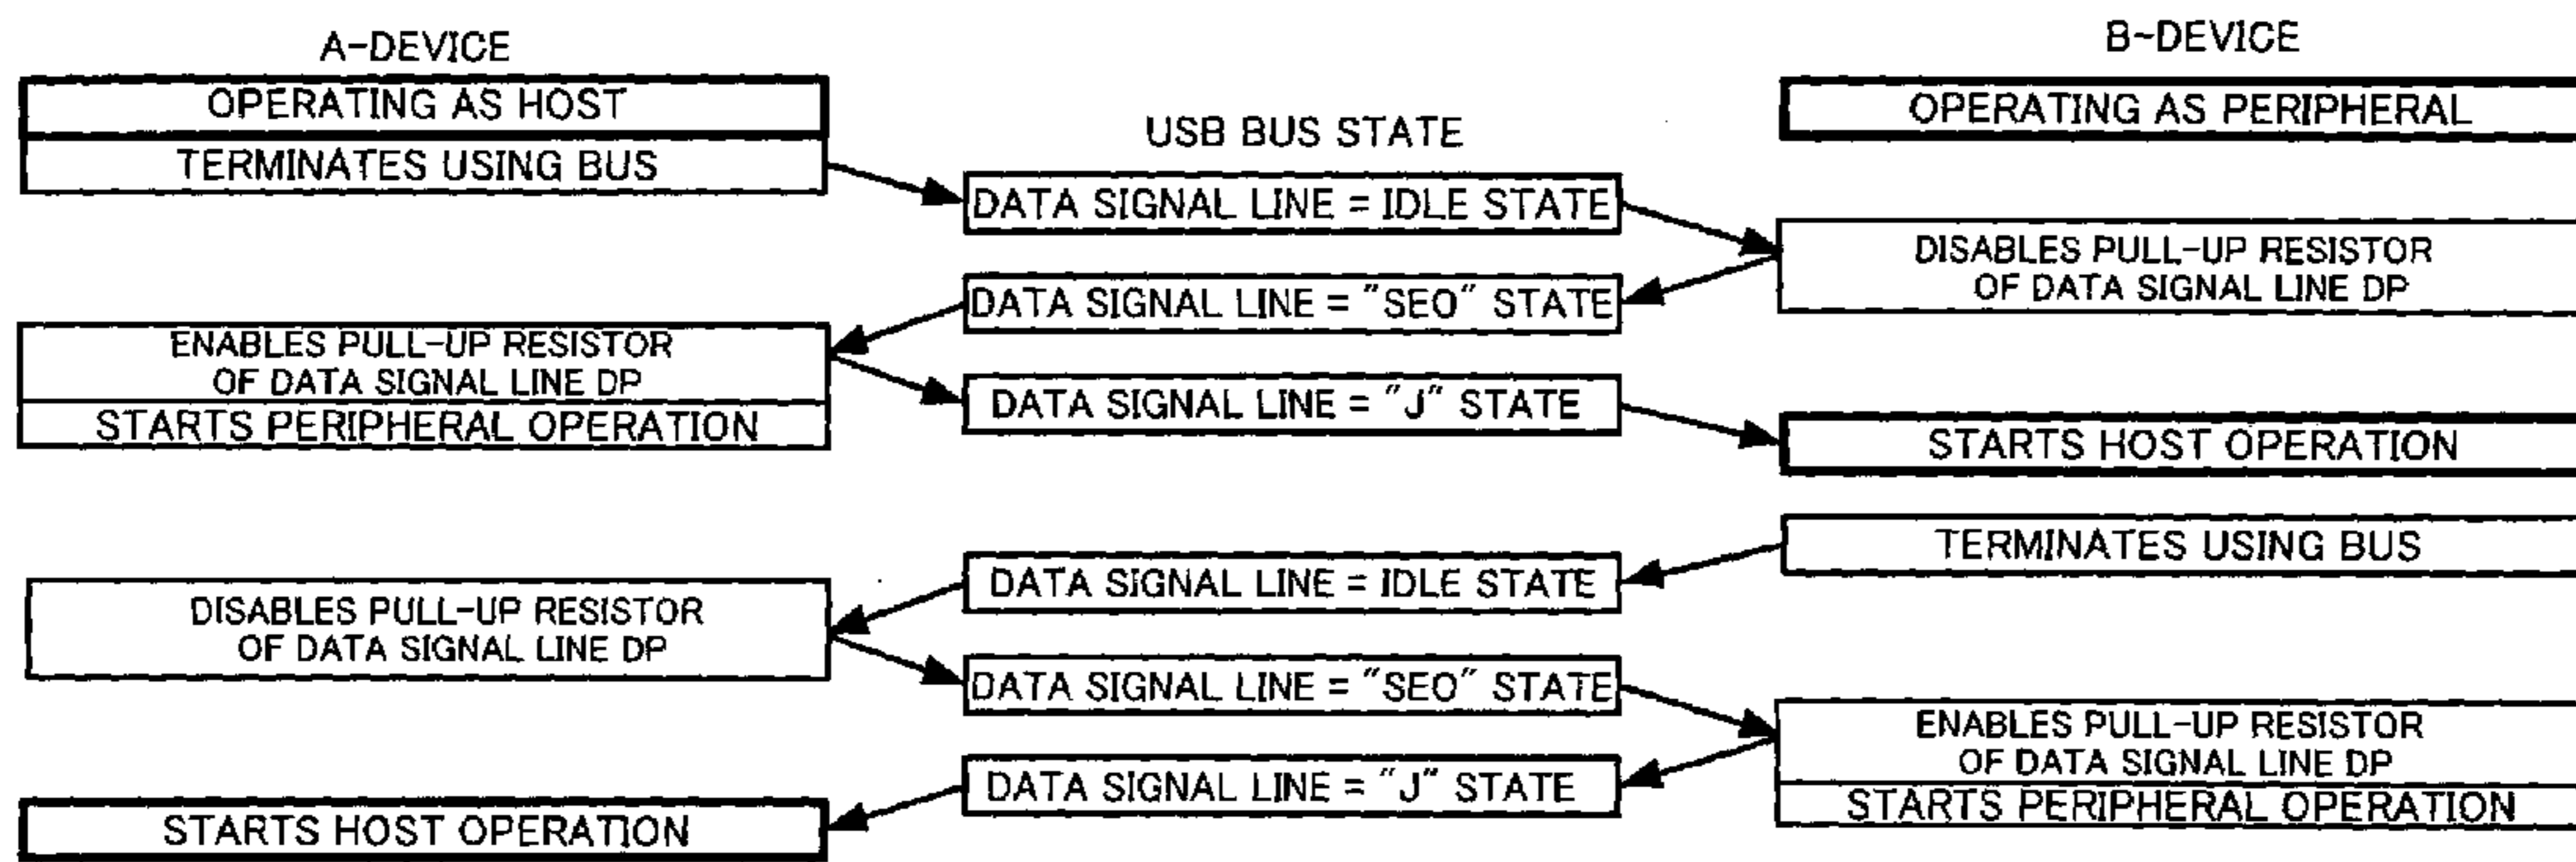 A-DEVICE
B-DEVICE
OPERATING AS HOST
OPERATING AS PERIPHERAL
USB BUS STATE
TERMINATES USING BUS
DATA SIGNAL LINE = IDLE STATE
DISABLES PULL-UP RESISTOR
OF DATA SIGNAL LINE DP
DATA SIGNAL LINE = "SE0" STATE
ENABLES PULL-UP RESISTOR
OF DATA SIGNAL LINE DP
STARTS PERIPHERAL OPERATION
DATA SIGNAL LINE = "J" STATE
STARTS HOST OPERATION
TERMINATES USING BUS
DATA SIGNAL LINE = IDLE STATE
DISABLES PULL-UP RESISTOR
OF DATA SIGNAL LINE DP
DATA SIGNAL LINE = "SE0" STATE
ENABLES PULL-UP RESISTOR
OF DATA SIGNAL LINE DP
STARTS PERIPHERAL OPERATION
DATA SIGNAL LINE = "J" STATE
STARTS HOST OPERATION